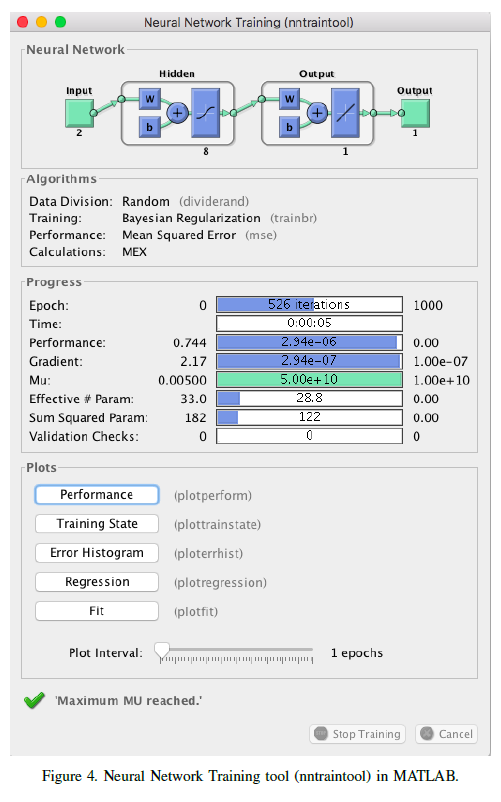 Neural Network Training (nntraintool)
Neural Network
Hidden Output
Input Output
W W
b b
2 8 1 1
Algorithms
Data Division: Random (dividerand)
Training: Bayesian Regularization (trainbr)
Performance: Mean Squared Error (mse)
Calculations: MEX
Progress
Epoch: 0 526 iterations 1000
Time: 0:00:05
Performance: 0.744 2.94e-06 0.00
Gradient: 2.17 2.94e-07 1.00e-07
Mu: 0.00500 5.00e+10 1.00e+10
Effective # Param: 33.0 28.8 0.00
Sum Squared Param: 182 122 0.00
Validation Checks: 0 0 0
Plots
Performance (plotperform)
Training State (plottrainstate)
Error Histogram (ploterrhist)
Regression (plotregression)
Fit (plotfit)
Plot Interval: 1 epochs
'Maximum MU reached.'
Stop Training Cancel
Figure 4. Neural Network Training tool (nntraintool) in MATLAB.